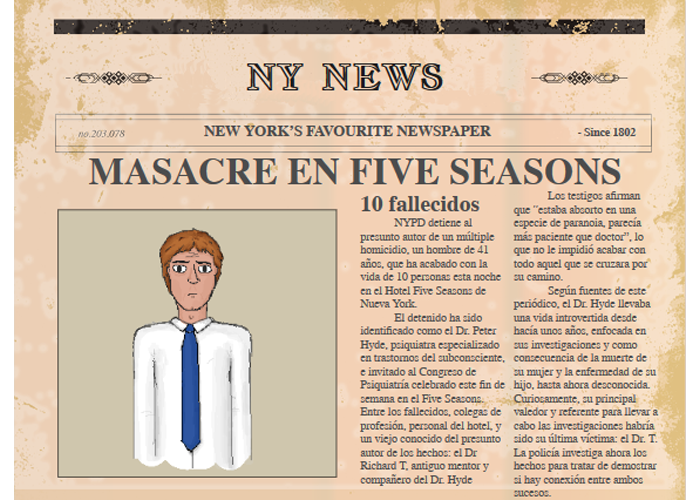 NY NEWS
no.203.078
NEW YORK'S FAVOURITE NEWSPAPER
- Since 1802
MASACRE EN FIVE SEASONS
10 fallecidos
NYPD detiene al
presunto autor de un múltiple
homicidio, un hombre de 41
años, que ha acabado con la
vida de 10 personas esta noche
en el Hotel Five Seasons de
Nueva York.
El detenido ha sido
identificado como el Dr. Peter
Hyde, psiquiatra especializado
en trastornos del subconsciente,
e invitado al Congreso de
Psiquiatría celebrado este fin de
semana en el Five Seasons.
Entre los fallecidos, colegas de
profesión, personal del hotel, y
un viejo conocido del presunto
autor de los hechos: el Dr
Richard T, antiguo mentor y
compañero del Dr. Hyde
Los testigos afirman
que "estaba absorto en una
especie de paranoia, parecía
más paciente que doctor", lo
que no le impidió acabar con
todo aquel que se cruzara por
su camino.
Según fuentes de este
periódico, el Dr. Hyde llevaba
una vida introvertida desde
hacía unos años, enfocada en
sus investigaciones y como
consecuencia de la muerte de
su mujer y la enfermedad de su
hijo, hasta ahora desconocida.
Curiosamente, su principal
valedor y referente para llevar a
cabo las investigaciones habría
sido su última víctima: el Dr. T.
La policía investiga ahora los
hechos para tratar de demostrar
si hay conexión entre ambos
sucesos.